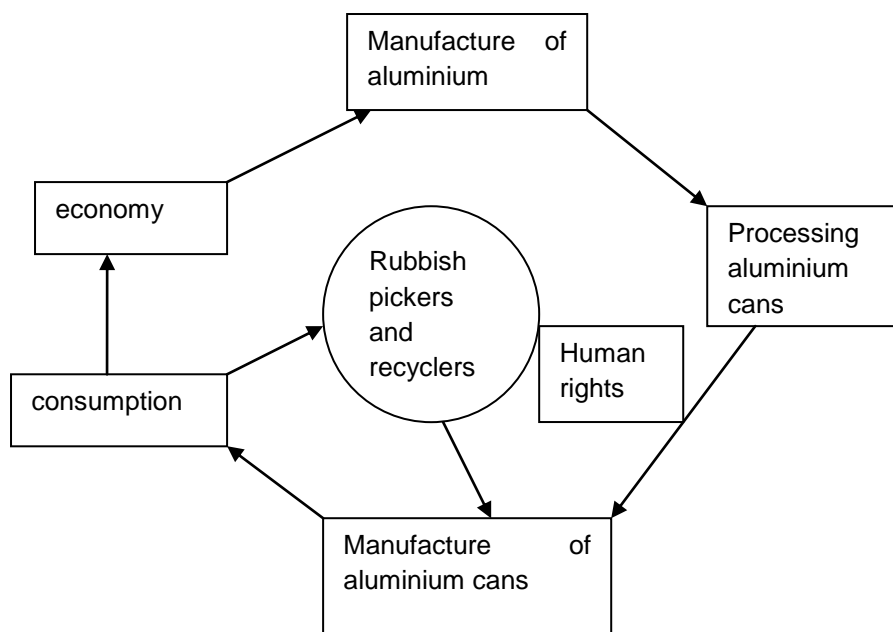 Manufacture of
aluminium
economy
Processing
aluminium
cans
Rubbish
pickers
and
recyclers
Human
rights
consumption
Manufacture of
aluminium cans